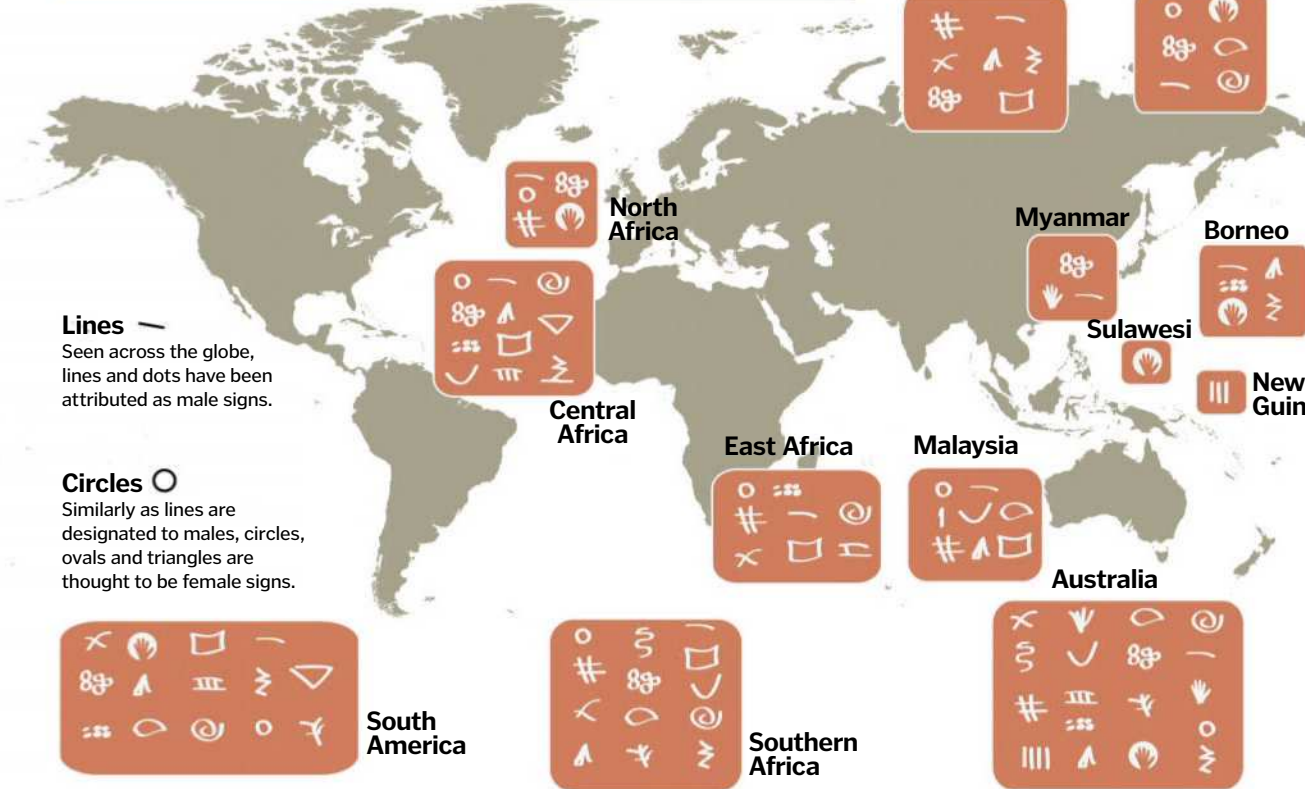 North
Africa
Myanmar
Borneo
Sulawesi
New
Lines
Seen across the globe,
lines and dots have been
attributed as male signs.
Central
Africa
East Africa
Malaysia
Circles
Similarly as lines are
designated to males, circles,
ovals and triangles are
thought to be female signs.
Australia
South
America
Southern
Africa